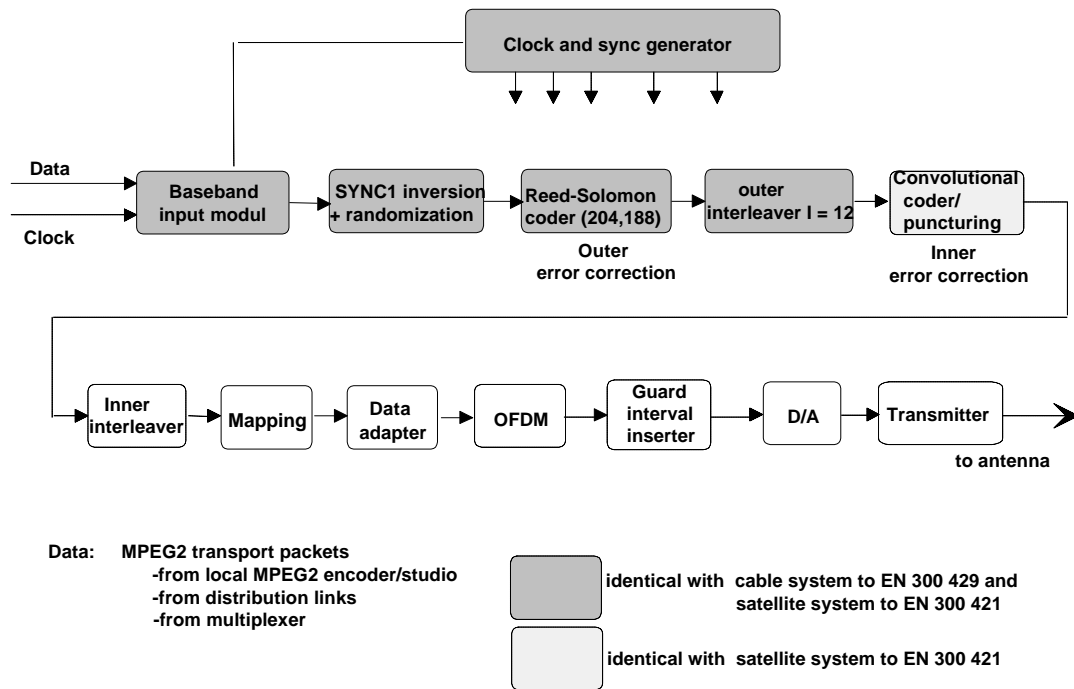 Clock and sync generator
Data
Clock
Baseband
input modul
SYNC1 inversion
+ randomization
Reed-Solomon
coder (204,188)
Outer
error correction
outer
interleaver I = 12
Convolutional
coder/
puncturing
Inner
error correction
Inner
interleaver
Mapping
Data
adapter
OFDM
Guard
interval
inserter
D/A
Transmitter
to antenna
Data: MPEG2 transport packets
-from local MPEG2 encoder/studio
-from distribution links
-from multiplexer
identical with cable system to EN 300 429 and
satellite system to EN 300 421
identical with satellite system to EN 300 421